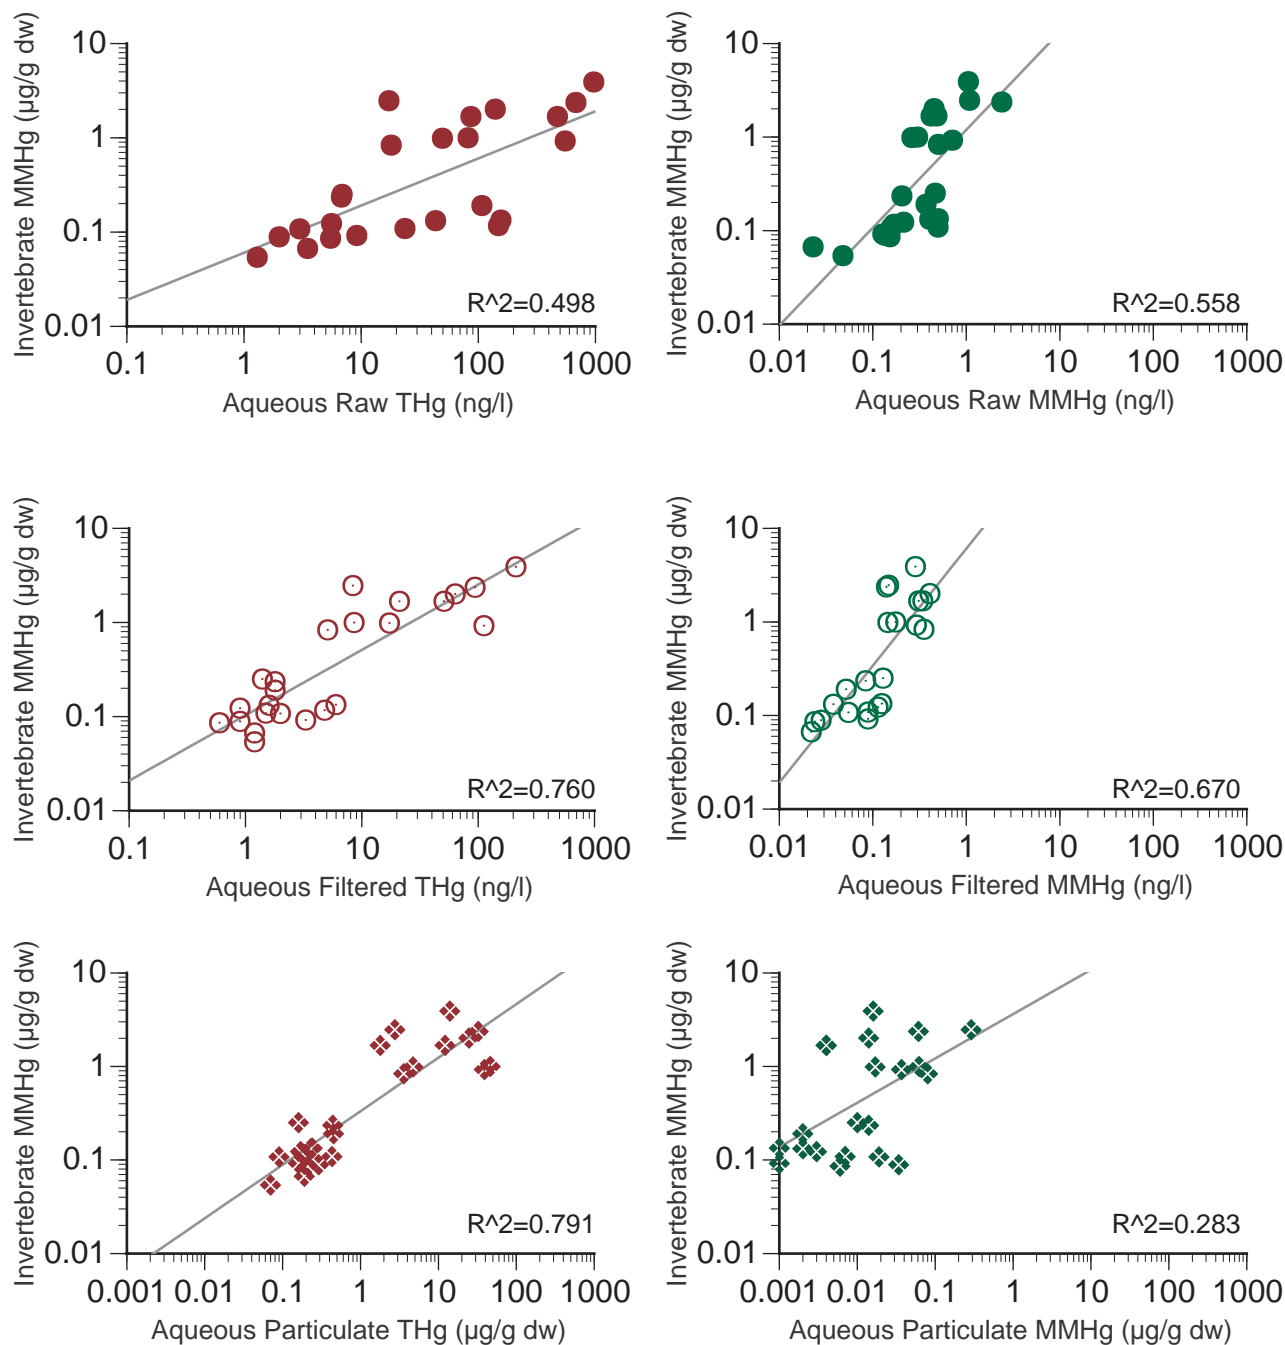 Invertebrate MMHg (µg/g dw)
10
1
0.1
0.01
R^2=0.498
0.1 1 10 100 1000
Aqueous Raw THg (ng/l)
Invertebrate MMHg (µg/g dw)
10
1
0.1
0.01
R^2=0.558
0.01 0.1 1 10 100 1000
Aqueous Raw MMHg (ng/l)
Invertebrate MMHg (µg/g dw)
10
1
0.1
0.01
R^2=0.760
0.1 1 10 100 1000
Aqueous Filtered THg (ng/l)
Invertebrate MMHg (µg/g dw)
10
1
0.1
0.01
R^2=0.670
0.01 0.1 1 10 100 1000
Aqueous Filtered MMHg (ng/l)
Invertebrate MMHg (µg/g dw)
10
1
0.1
0.01
R^2=0.791
0.001 0.01 0.1 1 10 100 1000
Aqueous Particulate THg (µg/g dw)
Invertebrate MMHg (µg/g dw)
10
1
0.1
0.01
R^2=0.283
0.001 0.01 0.1 1 10 100 1000
Aqueous Particulate MMHg (µg/g dw)